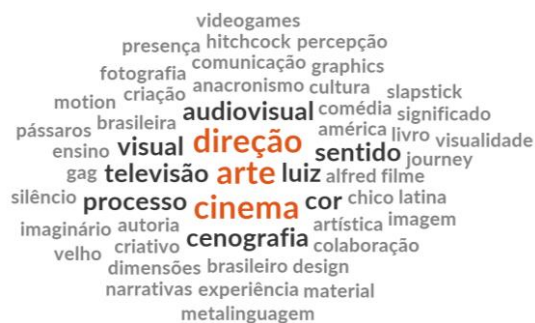 videogames
presença hitchcock percepção
fotografia comunicação graphics
criação anacronismo cultura slapstick
motion audiovisual comédia significado
pássaros brasileira direção américa livro visualidade
ensino visual sentido journey
gag televisão arte luiz alfred filme
silêncio processo cinema cor chico latina
imaginário autoria artística imagem
velho criativo cenografia colaboração
dimensões brasileiro design
narrativas experiência material
metalinguagem